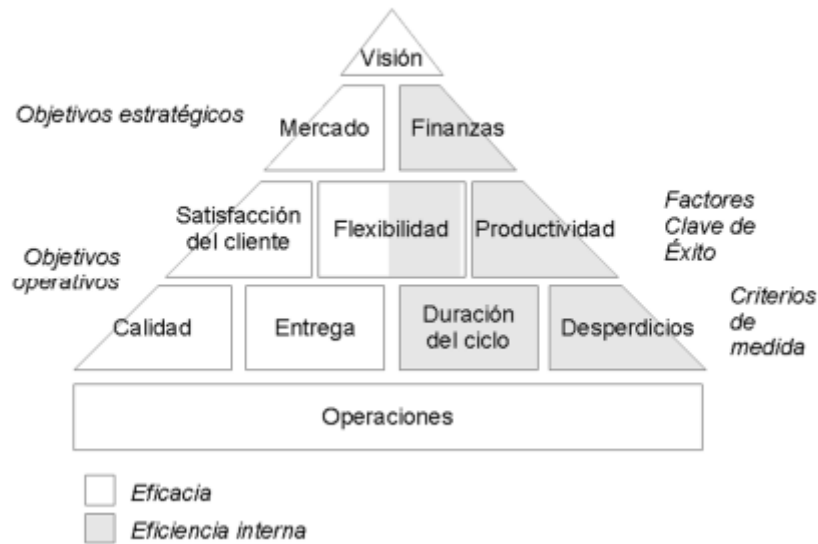 Visión
Objetivos estratégicos
Mercado
Finanzas
Satisfacción
del cliente
Flexibilidad
Productividad
Factores
Clave de
Éxito
Objetivos
operativos
Calidad
Entrega
Duración
del ciclo
Desperdicios
Criterios
de
medida
Operaciones
Eficacia
Eficiencia interna